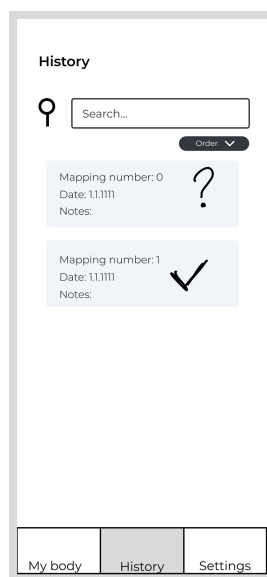 History
Search...
Order
Mapping number: 0
Date: 1.1.1111
Notes:
?
Mapping number: 1
Date: 1.1.1111
Notes:
My body
History
Settings